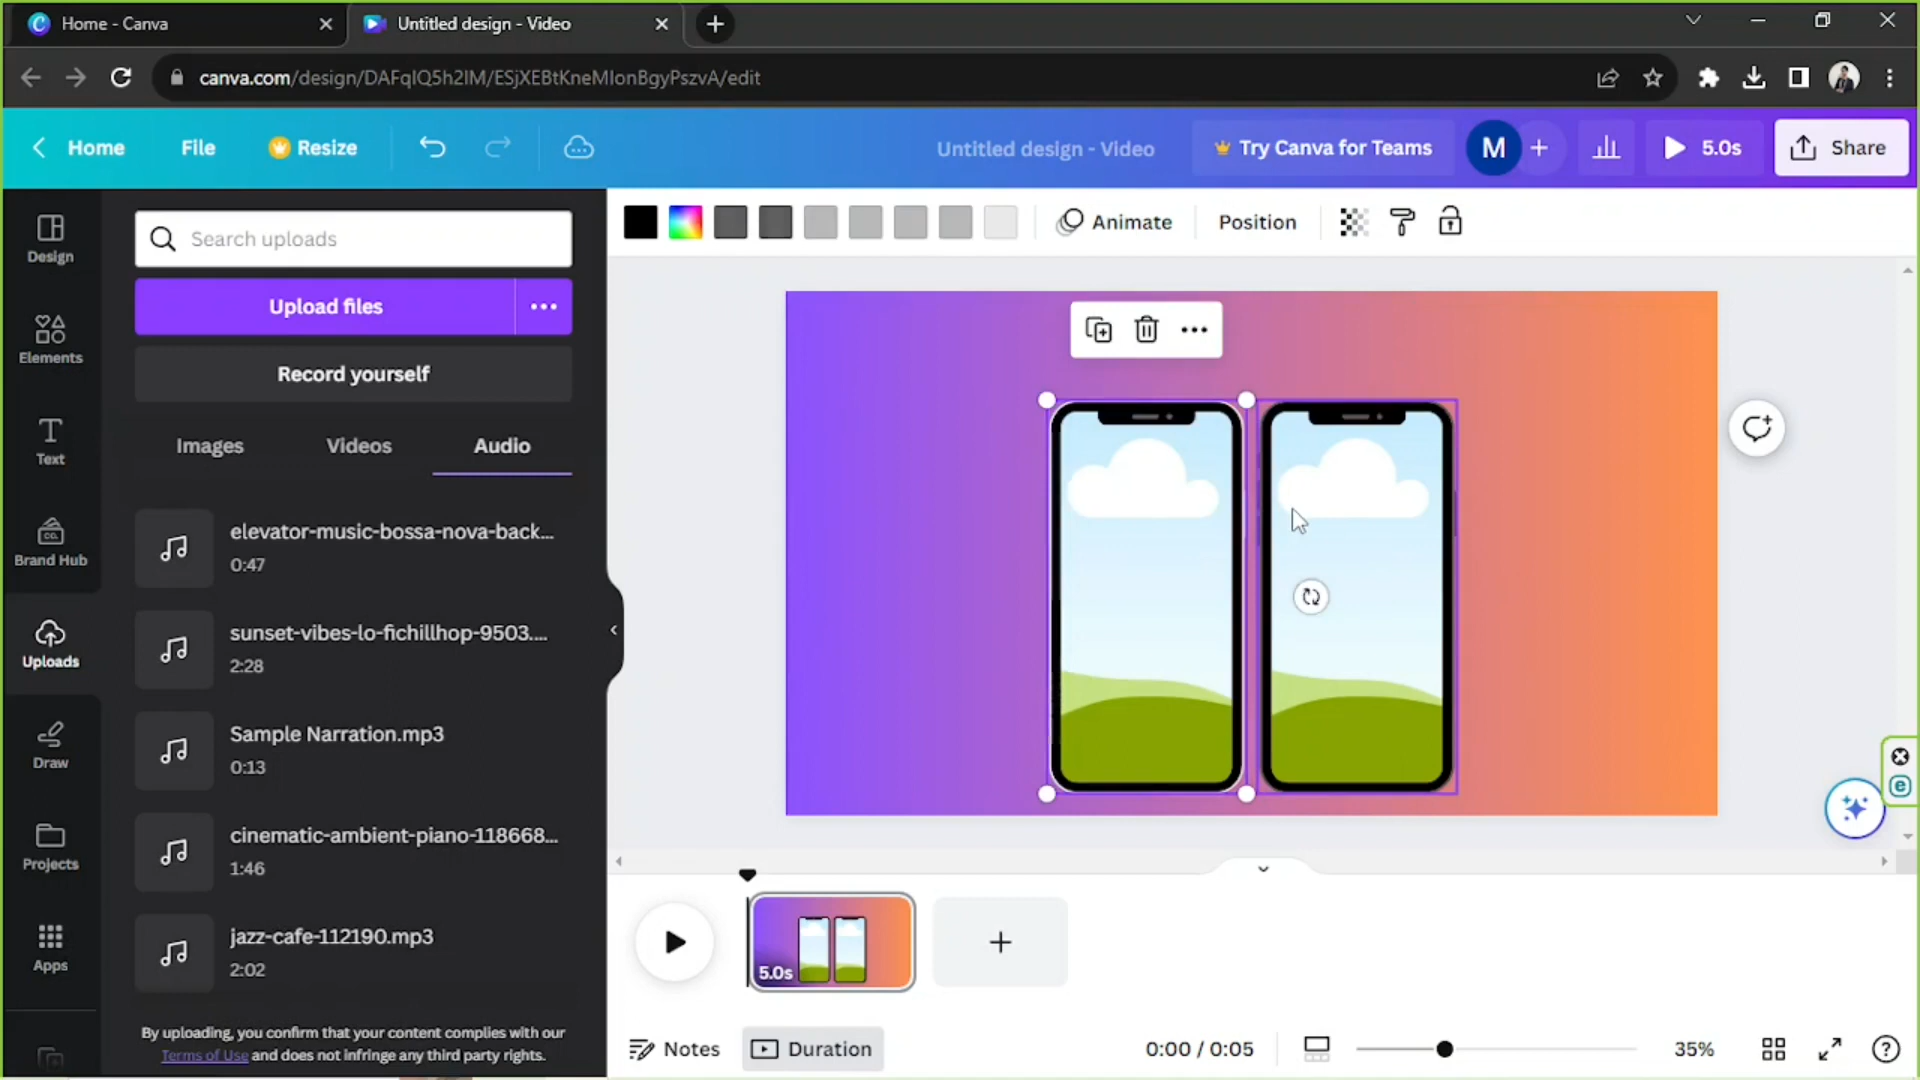 Home - Canva
Untitled design - Video
canva.com/design/DAFqIQ5h2IM/ESjXEBtKneMIonBgyPszvA/edit
Home
File
Resize
Untitled design - Video
Try Canva for Teams
M
5.0s
Share
Design
Elements
Text
Brand Hub
Uploads
Draw
Projects
Apps
Search uploads
Upload files
Record yourself
Images
Videos
Audio
elevator-music-bossa-nova-back...
0:47
sunset-vibes-lo-fichillhop-9503....
2:28
Sample Narration.mp3
0:13
cinematic-ambient-piano-118668...
1:46
jazz-cafe-112190.mp3
2:02
By uploading, you confirm that your content complies with our
Terms of Use and does not infringe any third party rights.
Animate
Position
5.0s
Notes
Duration
0:00 / 0:05
35%